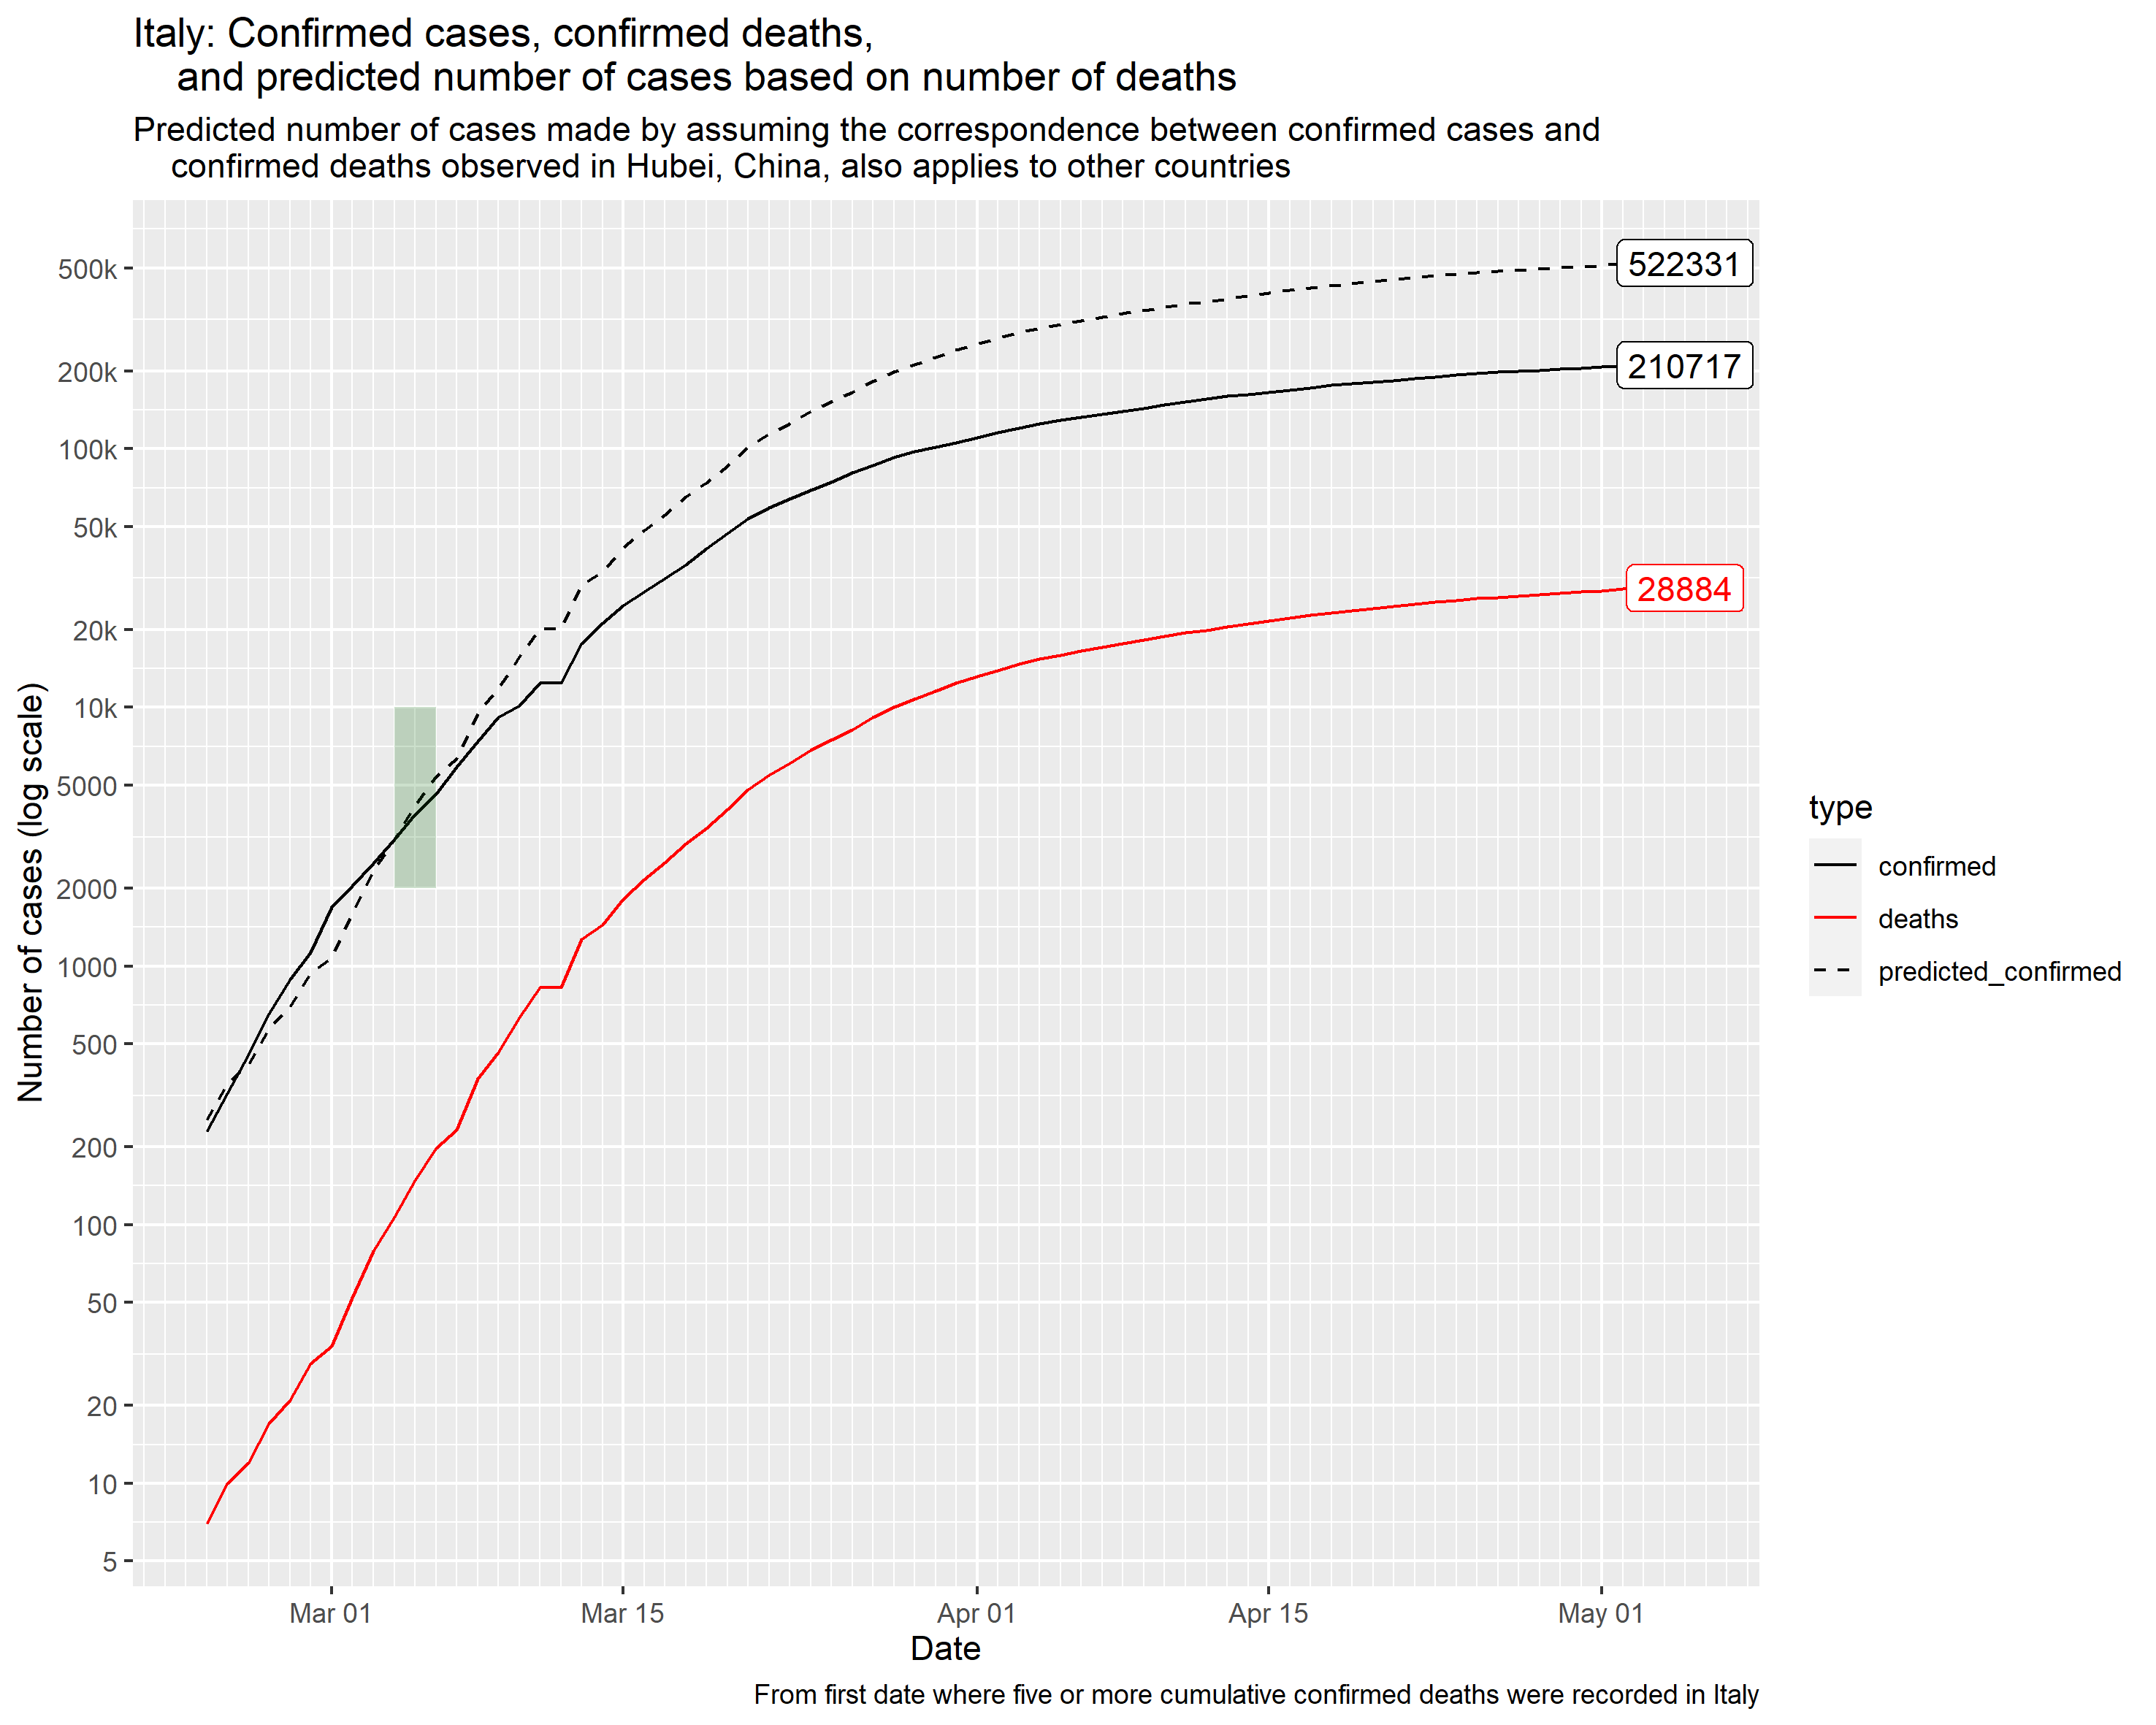 Italy: Confirmed cases, confirmed deaths,
and predicted number of cases based on number of deaths
Predicted number of cases made by assuming the correspondence between confirmed cases and
confirmed deaths observed in Hubei, China, also applies to other countries
Number of cases (log scale)
500k
200k
100k
50k
20k
10k
5000
2000
1000
500
200
100
50
20
10
5
522331
210717
28884
Mar 01
Mar 15
Apr 01
Apr 15
May 01
Date
type
confirmed
deaths
predicted_confirmed
From first date where five or more cumulative confirmed deaths were recorded in Italy